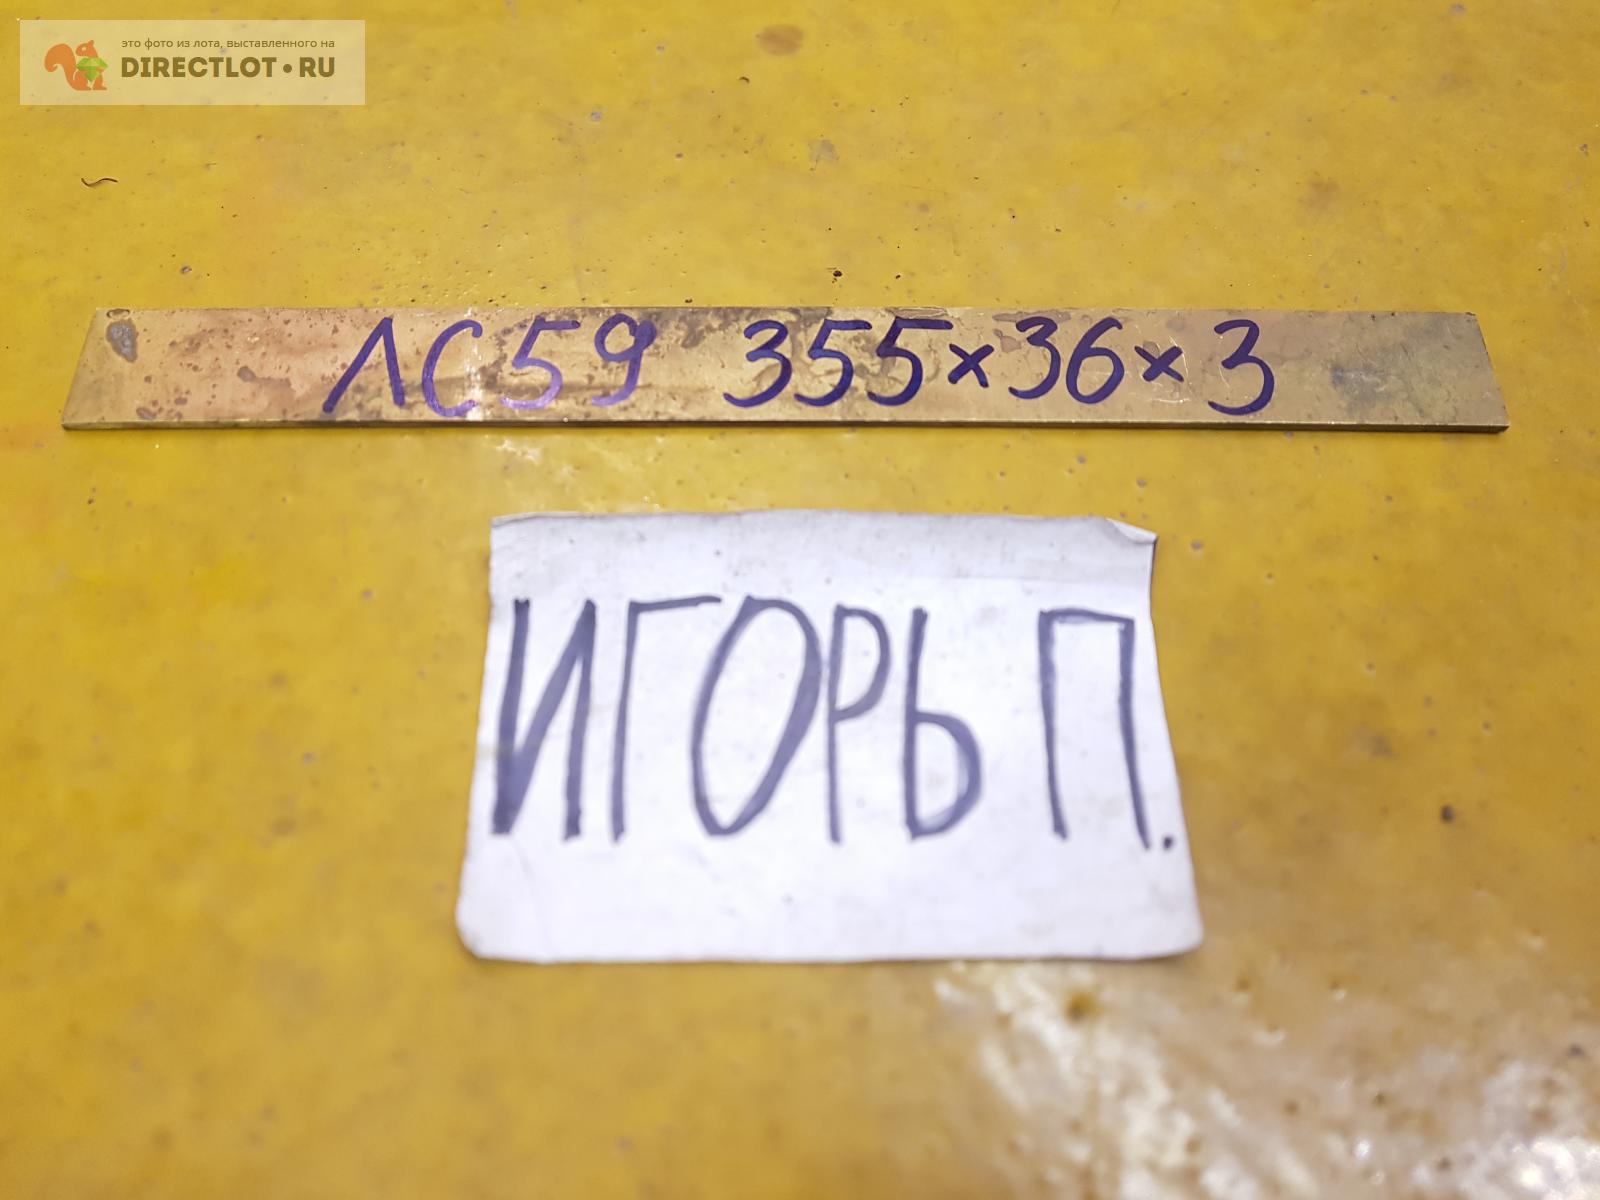 это фото из лота, выставленного на
DIRECTLOT•RU
ЛС59 355×36×3
ИГОРЬ П.